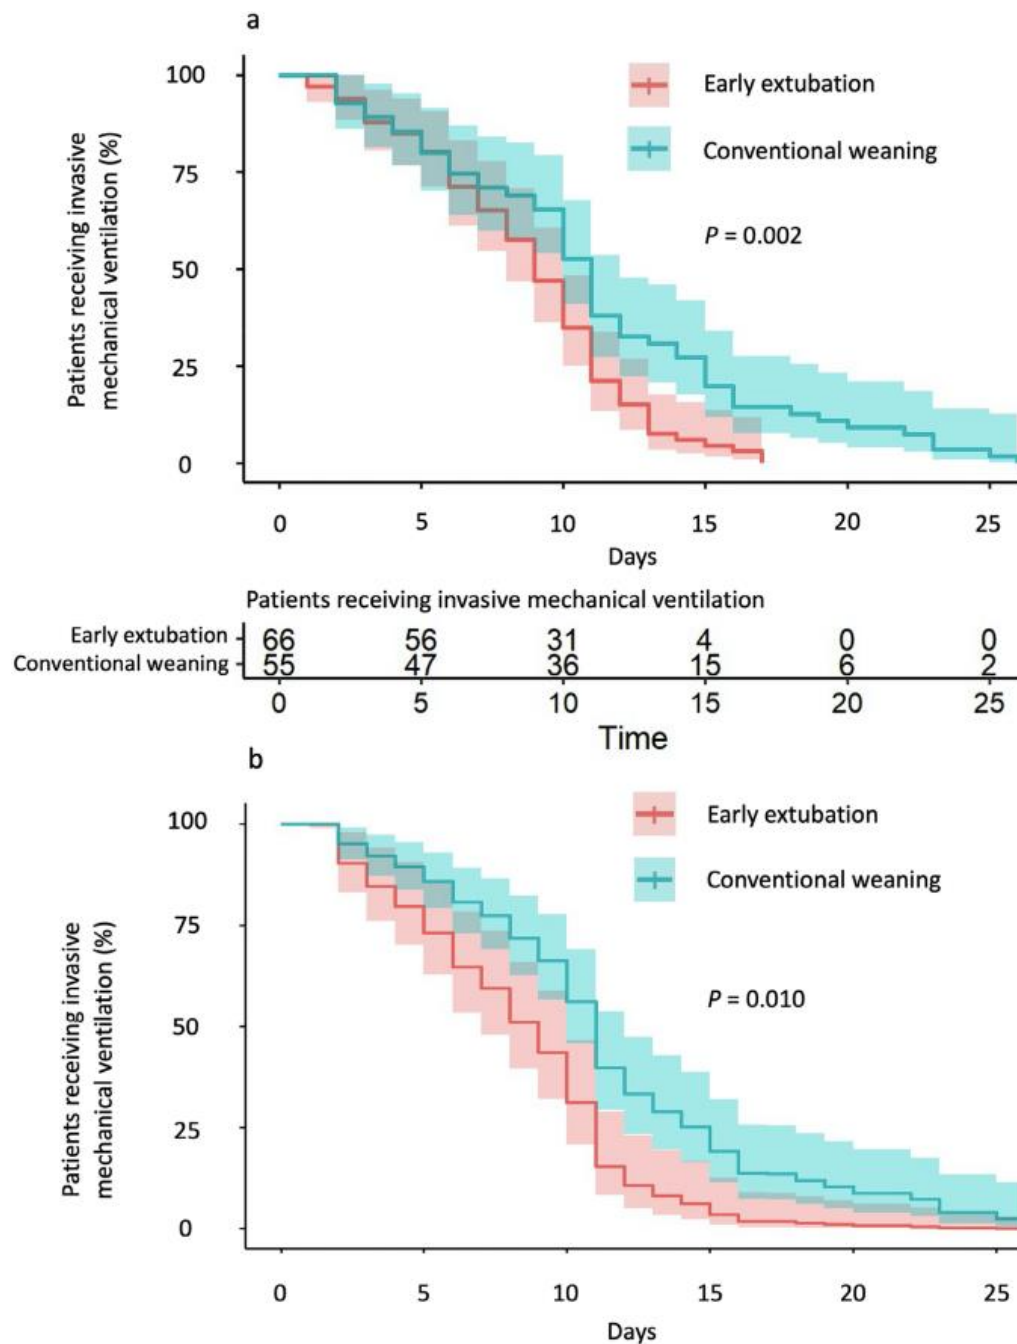 a
100
75
50
25
0
Patients receiving invasive
mechanical ventilation (%)
Early extubation
Conventional weaning
P = 0.002
0 5 10 15 20 25
Days
Patients receiving invasive mechanical ventilation
Early extubation 66 56 31 4 0 0
Conventional weaning 55 47 36 15 6 2
0 5 10 15 20 25
Time
b
100
75
50
25
0
Patients receiving invasive
mechanical ventilation (%)
Early extubation
Conventional weaning
P = 0.010
0 5 10 15 20 25
Days